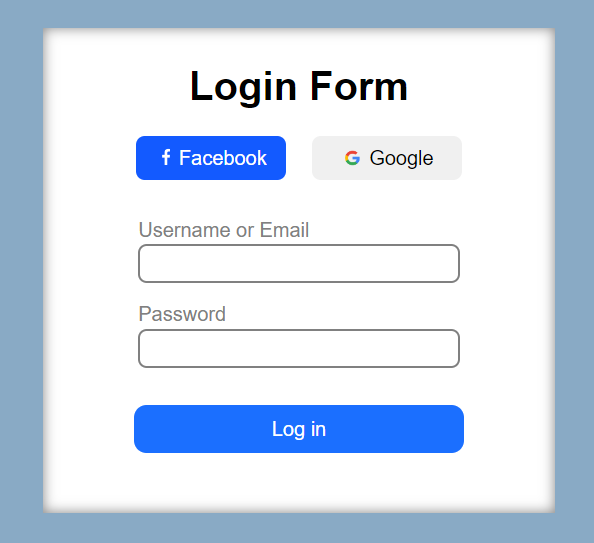 Login Form
Facebook Google
Username or Email
Password
Log in